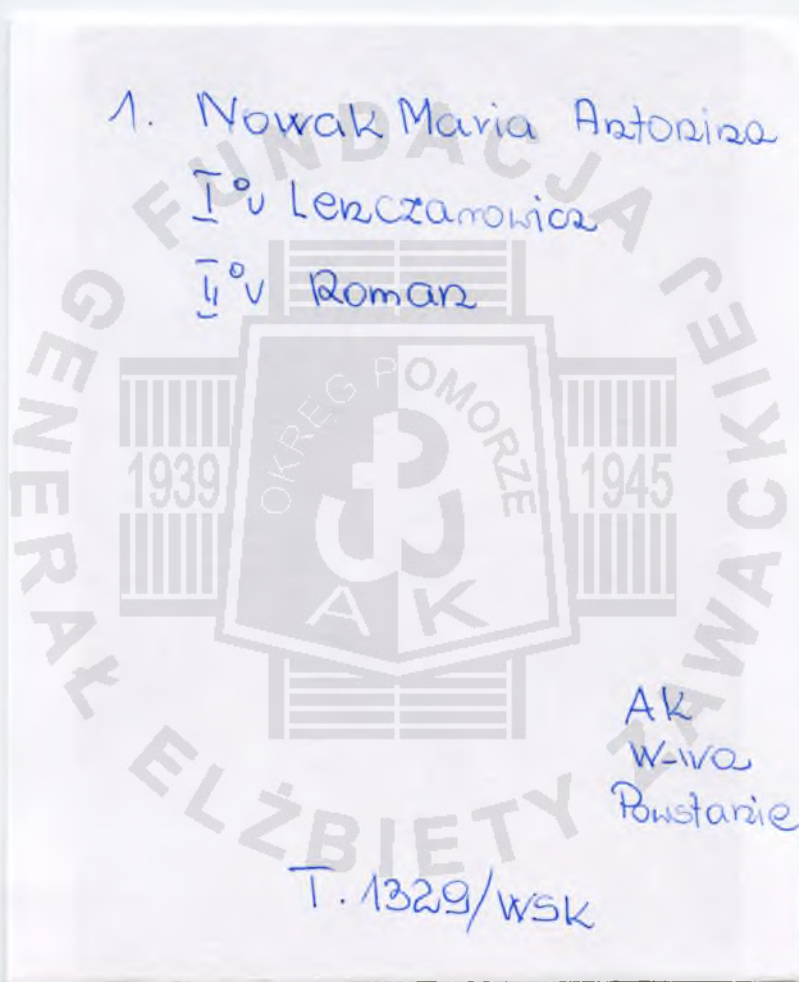 1. Nowak Maria Antonina
I°v Lenczarowicz
II°v Roman
FUNDACJA GENERAŁ ELŻBIETY ZAWACKIEJ
OKRĘG POMORZE
1939
1945
AK
AK
W-wa
Powstanie
T. 1329/WSK